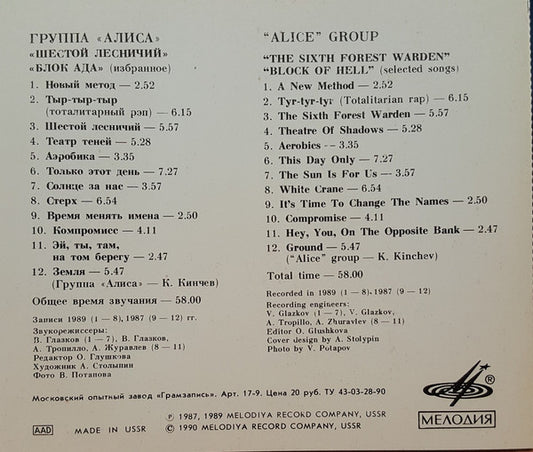 ГРУППА «АЛИСА»
«ШЕСТОЙ ЛЕСНИЧИЙ»
«БЛОК АДА» (избранное)
1. Новый метод — 2.52
2. Тыр-тыр-тыр
(тоталитарный рэп) — 6.15
3. Шестой лесничий — 5.57
4. Театр теней — 5.28
5. Аэробика — 3.35
6. Только этот день — 7.27
7. Солнце за нас — 3.57
8. Стерх — 6.54
9. Время менять имена — 2.50
10. Компромисс — 4.11
11. Эй, ты, там,
на том берегу — 2.47
12. Земля — 5.47
(Группа «Алиса» — К. Кинчев)
Общее время звучания — 58.00
Записи 1989 (1 — 8), 1987 (9 — 12) гг.
Звукорежиссеры:
В. Глазков (1 — 7), В. Глазков,
А. Тропилло, А. Журавлев (8 — 11)
Редактор О. Глушкова
Художник А. Столыпин
Фото В. Потапова
"ALICE" GROUP
"THE SIXTH FOREST WARDEN"
"BLOCK OF HELL" (selected songs)
1. A New Method — 2.52
2. Tyr-tyr-tyr (Totalitarian rap) — 6.15
3. The Sixth Forest Warden — 5.57
4. Theatre Of Shadows — 5.28
5. Aerobics — 3.35
6. This Day Only — 7.27
7. The Sun Is For Us — 3.57
8. White Crane — 6.54
9. It's Time To Change The Names — 2.50
10. Compromise — 4.11
11. Hey, You, On The Opposite Bank — 2.47
12. Ground — 5.47
("Alice" group — K. Kinchev)
Total time — 58.00
Recorded in 1989 (1 — 8), 1987 (9 — 12)
Recording engineers:
V. Glazkov (1 — 7), V. Glazkov,
A. Tropillo, A. Zhuravlev (8 — 11)
Editor O. Glushkova
Cover design by A. Stolypin
Photo by V. Potapov
Московский опытный завод «Грамзапись». Арт. 17-9. Цена 20 руб. ТУ 43-03-28-90
AAD
MADE IN USSR
Ⓟ 1987, 1989 MELODIYA RECORD COMPANY, USSR
© 1990 MELODIYA RECORD COMPANY, USSR
®
МЕЛОДИЯ